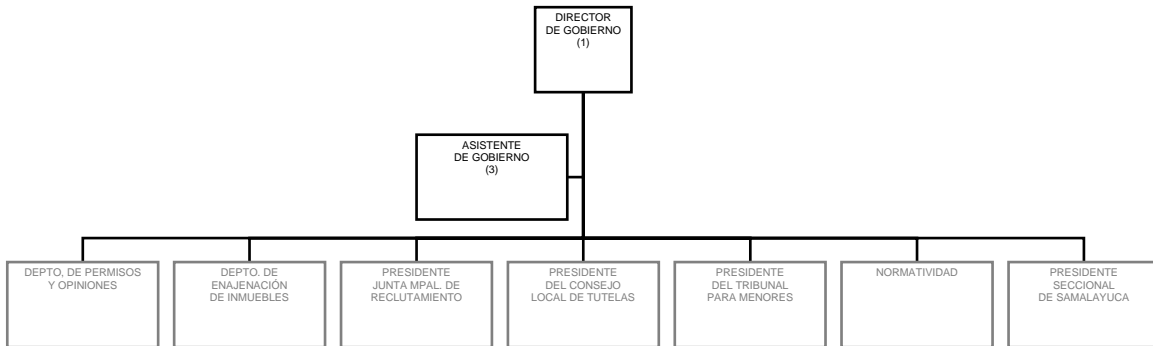 DIRECTOR
DE GOBIERNO
(1)
ASISTENTE
DE GOBIERNO
(3)
DEPTO, DE PERMISOS
Y OPINIONES
DEPTO. DE
ENAJENACIÓN
DE INMUEBLES
PRESIDENTE
JUNTA MPAL. DE
RECLUTAMIENTO
PRESIDENTE
DEL CONSEJO
LOCAL DE TUTELAS
PRESIDENTE
DEL TRIBUNAL
PARA MENORES
NORMATIVIDAD
PRESIDENTE
SECCIONAL
DE SAMALAYUCA